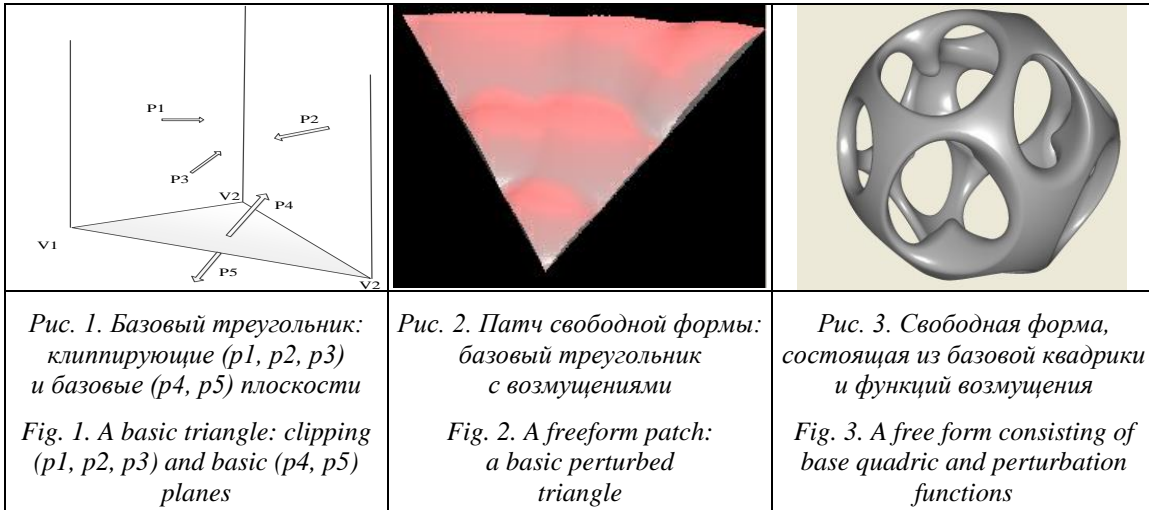 P1
P2
P3
V2
P4
V1
P5
V2
Рис. 1. Базовый треугольник:
клиппирующие (p1, p2, p3)
и базовые (p4, p5) плоскости
Fig. 1. A basic triangle: clipping
(p1, p2, p3) and basic (p4, p5)
planes
Рис. 2. Патч свободной формы:
базовый треугольник
с возмущениями
Fig. 2. A freeform patch:
a basic perturbed
triangle
Рис. 3. Свободная форма,
состоящая из базовой квадрики
и функций возмущения
Fig. 3. A free form consisting of
base quadric and perturbation
functions